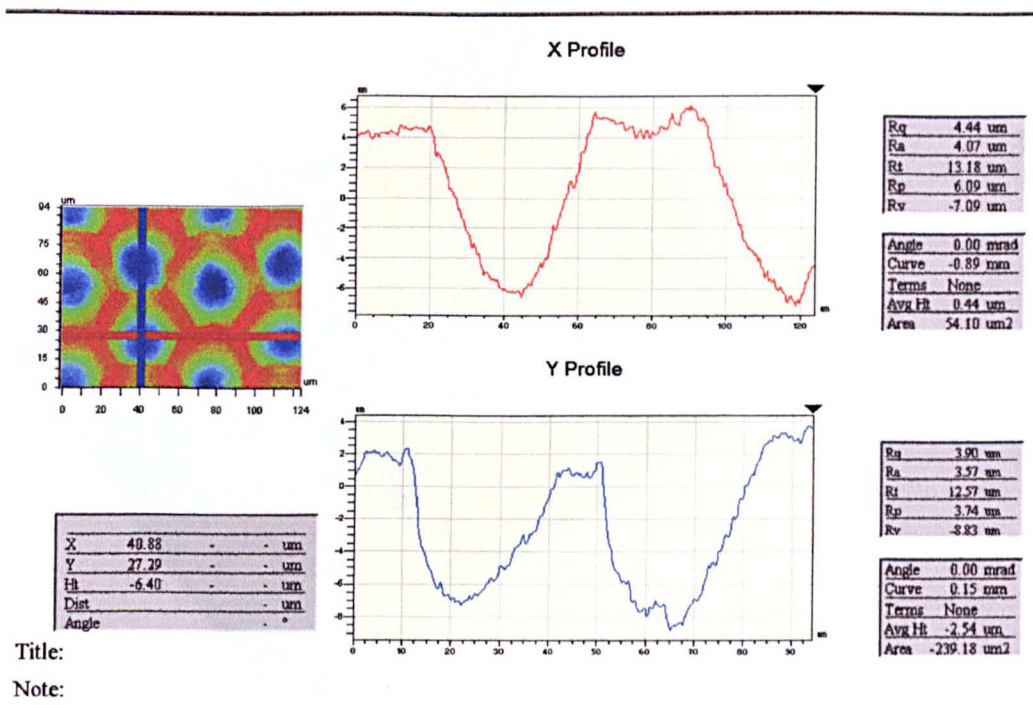 X Profile
um
6
4
2
0
-2
-4
-6
0 20 40 60 80 100 120
um
Rq 4.44 um
Ra 4.07 um
Rt 13.18 um
Rp 6.09 um
Rv -7.09 um
Angle 0.00 mrad
Curve -0.89 mm
Terms None
Avg Ht 0.44 um
Area 54.10 um2
um
94
75
60
45
30
15
0
um
0 20 40 60 80 100 124
Y Profile
um
4
2
0
-2
-4
-6
-8
0 10 20 30 40 50 60 70 80 90
um
Rq 3.90 um
Ra 3.57 um
Rt 12.57 um
Rp 3.74 um
Rv -8.83 um
Angle 0.00 mrad
Curve 0.15 mm
Terms None
Avg Ht -2.54 um
Area -239.18 um2
X 40.88 - - um
Y 27.29 - - um
Ht -6.40 - - um
Dist - um
Angle - °
Title:
Note: